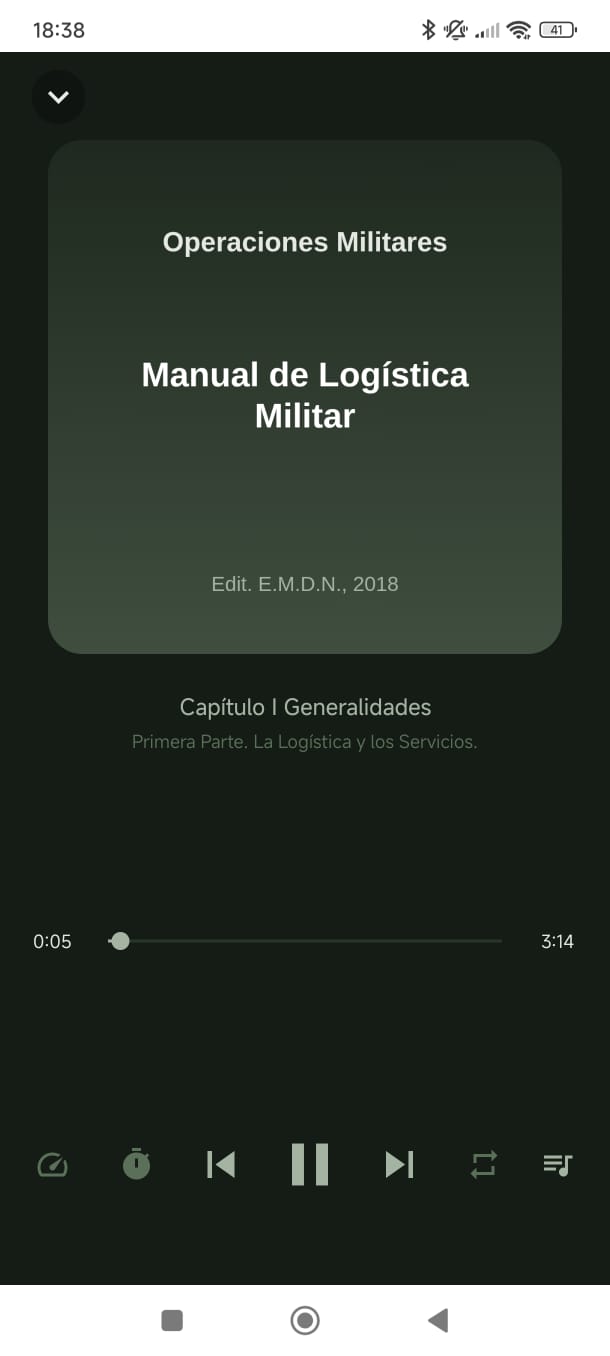 18:38
41
Operaciones Militares
Manual de Logística
Militar
Edit. E.M.D.N., 2018
Capítulo I Generalidades
Primera Parte. La Logística y los Servicios.
0:05
3:14